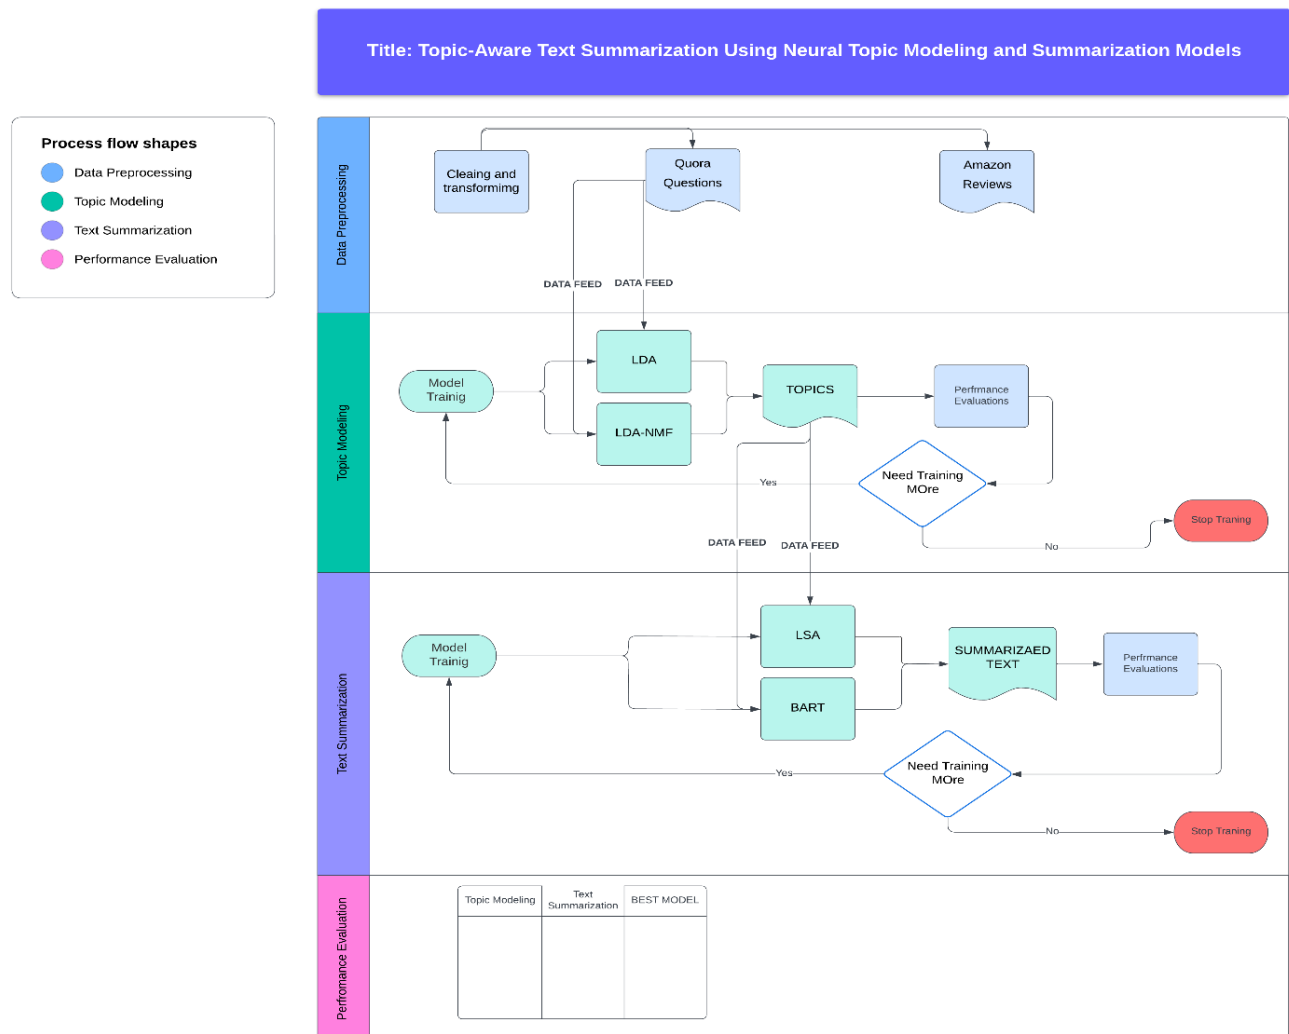 Title: Topic-Aware Text Summarization Using Neural Topic Modeling and Summarization Models
Process flow shapes
Data Preprocessing
Topic Modeling
Text Summarization
Performance Evaluation
Data Preprocessing
Cleaing and
transformimg
Quora
Questions
Amazon
Reviews
DATA FEED
DATA FEED
Topic Modeling
Model
Trainig
LDA
LDA-NMF
TOPICS
Perfrmance
Evaluations
Need Training
MOre
Yes
No
Stop Traning
DATA FEED
DATA FEED
Text Summarization
Model
Trainig
LSA
BART
SUMMARIZAED
TEXT
Perfrmance
Evaluations
Need Training
MOre
Yes
No
Stop Traning
Perfromance Evaluation
Topic Modeling
Text
Summarization
BEST MODEL